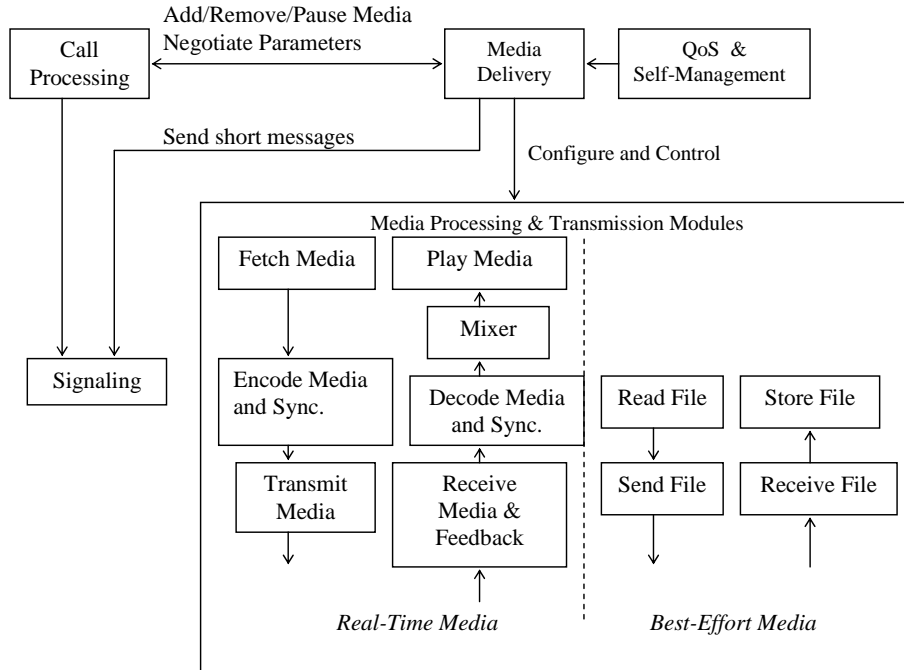 Add/Remove/Pause Media
Negotiate Parameters
Call
Processing
Media
Delivery
QoS &
Self-Management
Send short messages
Configure and Control
Media Processing & Transmission Modules
Fetch Media
Play Media
Mixer
Signaling
Encode Media
and Sync.
Decode Media
and Sync.
Read File
Store File
Transmit
Media
Receive
Media &
Feedback
Send File
Receive File
Real-Time Media
Best-Effort Media